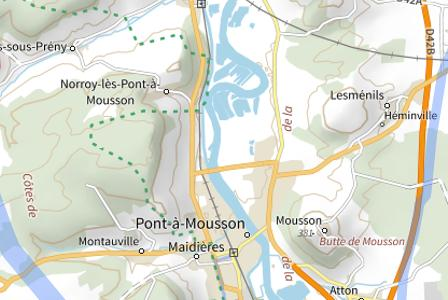 D42A
D42B
s-sous-Prény
Norroy-lès-Pont-à-
Mousson
Lesménils
Héminville
de la
Côtes de
Pont-à-Mousson
Mousson
381
Butte de Mousson
Montauville
Maidières
de la
Atton